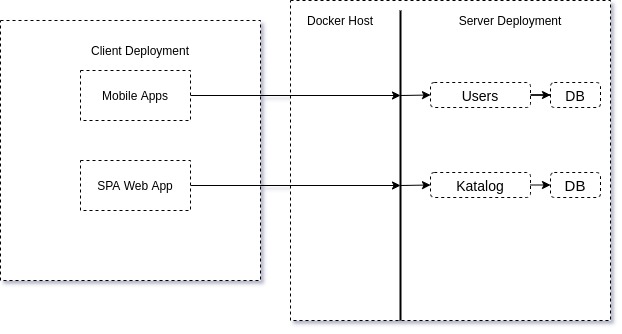 Docker Host
Server Deployment
Client Deployment
Mobile Apps
Users
DB
SPA Web App
Katalog
DB